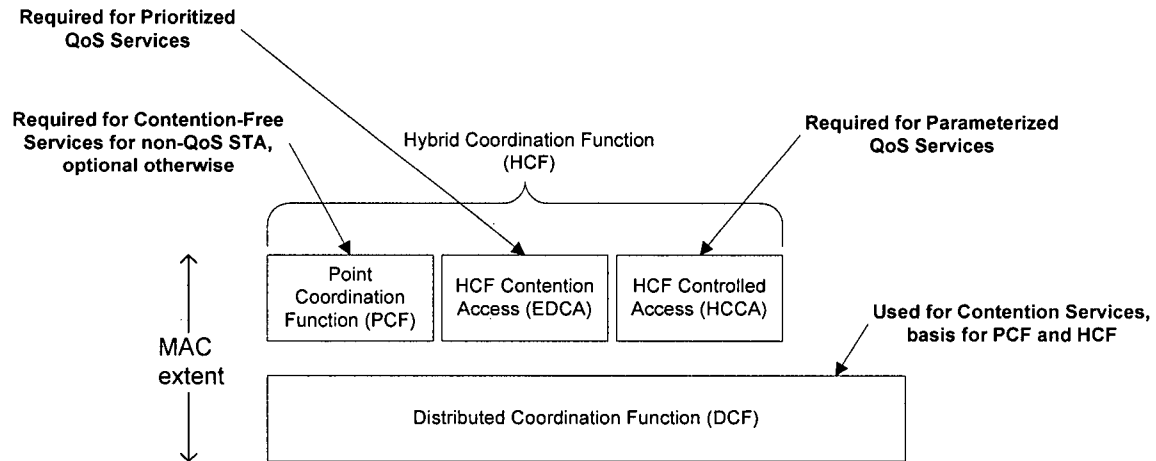 Required for Prioritized
QoS Services
Required for Contention-Free
Services for non-QoS STA,
optional otherwise
Hybrid Coordination Function
(HCF)
Required for Parameterized
QoS Services
Point
Coordination
Function (PCF)
HCF Contention
Access (EDCA)
HCF Controlled
Access (HCCA)
Used for Contention Services,
basis for PCF and HCF
MAC
extent
Distributed Coordination Function (DCF)